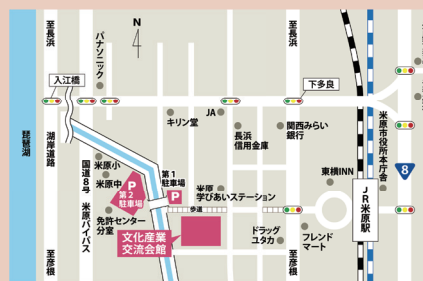 至長浜
パナソニック
N
至長浜
入江橋
下多良
キリン堂
JA
長浜
信用金庫
関西みらい
銀行
琵琶湖
湖岸道路
国道8号 米原バイパス
米原小
米原中
P
第2
駐車場
第1
駐車場
P
米原
学びあいステーション
歩道
東横INN
JR米原駅
米原市役所本庁舎
8
免許センター
分室
文化産業
交流会館
ドラッグ
ユタカ
フレンド
マート
至彦根
至彦根